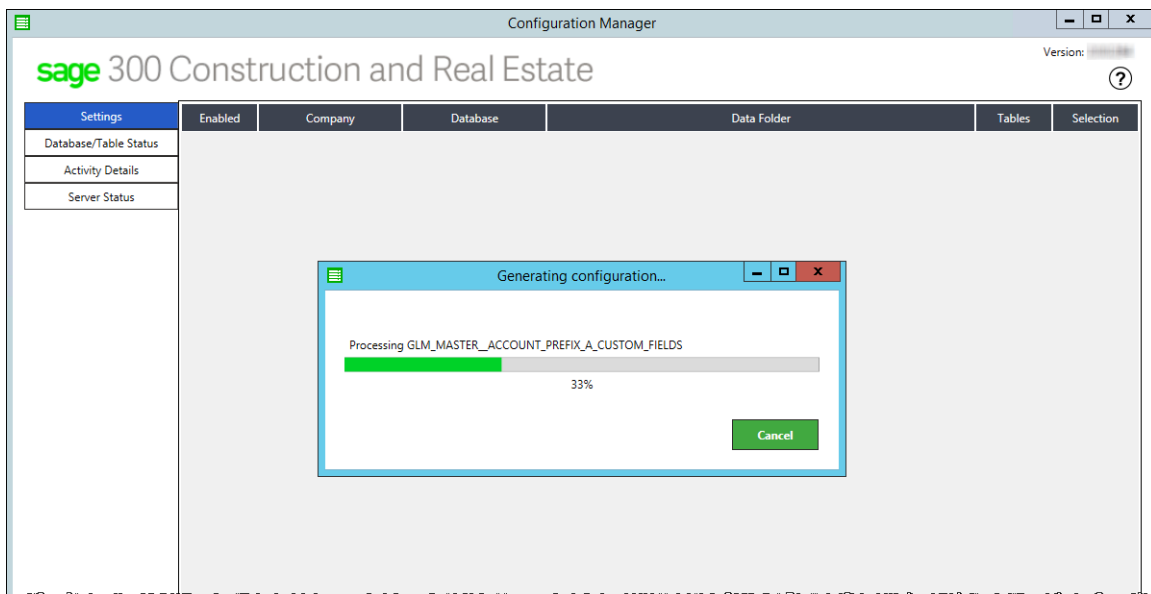 Configuration Manager
Version:
sage 300 Construction and Real Estate
?
Settings
Database/Table Status
Activity Details
Server Status
Enabled Company Database Data Folder Tables Selection
Generating configuration...
Processing GLM_MASTER__ACCOUNT_PREFIX_A_CUSTOM_FIELDS
33%
Cancel